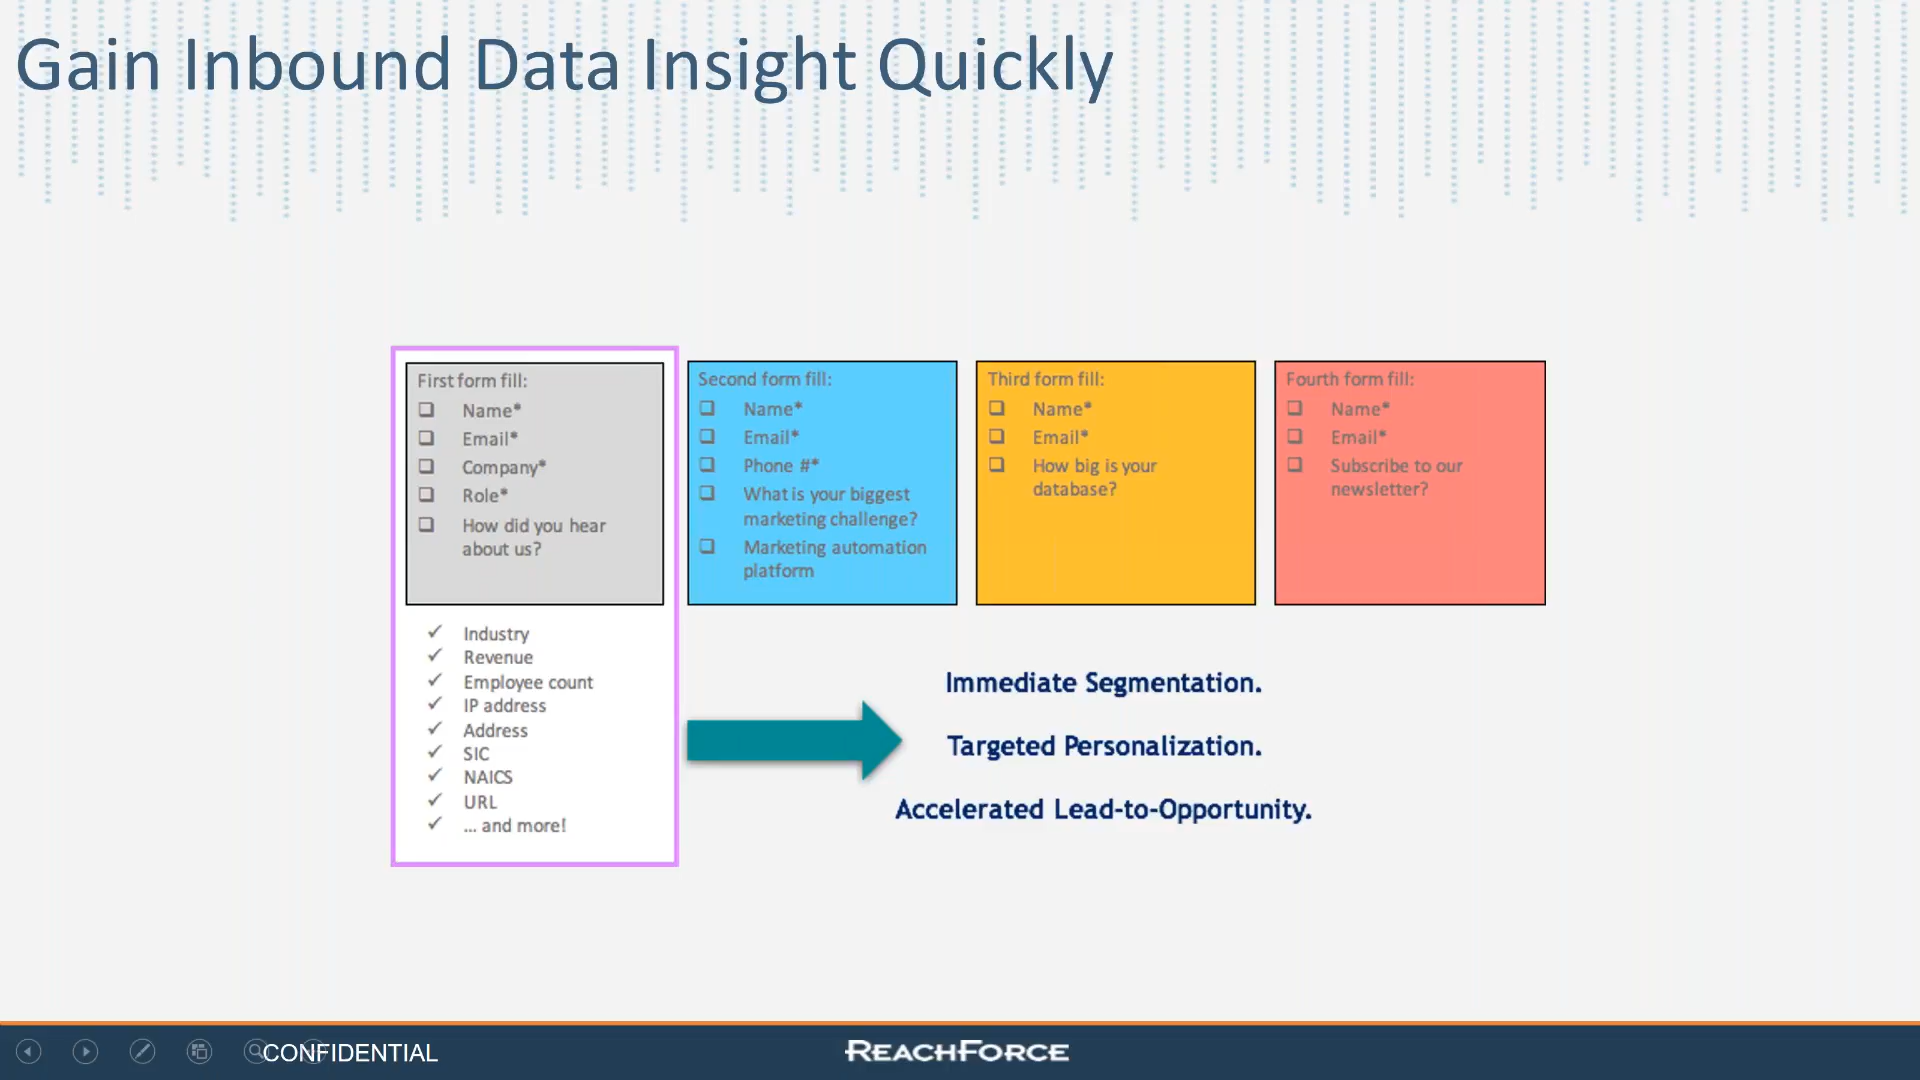 Gain Inbound Data Insight Quickly
First form fill:
Name*
Email*
Company*
Role*
How did you hear
about us?
Second form fill:
Name*
Email*
Phone #*
What is your biggest
marketing challenge?
Marketing automation
platform
Third form fill:
Name*
Email*
How big is your
database?
Fourth form fill:
Name*
Email*
Subscribe to our
newsletter?
Industry
Revenue
Employee count
IP address
Address
SIC
NAICS
URL
... and more!
Immediate Segmentation.
Targeted Personalization.
Accelerated Lead-to-Opportunity.
CONFIDENTIAL
REACHFORCE